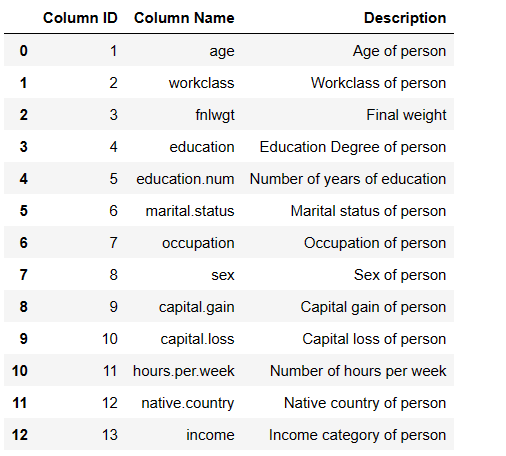 Column ID Column Name Description
0 1 age Age of person
1 2 workclass Workclass of person
2 3 fnlwgt Final weight
3 4 education Education Degree of person
4 5 education.num Number of years of education
5 6 marital.status Marital status of person
6 7 occupation Occupation of person
7 8 sex Sex of person
8 9 capital.gain Capital gain of person
9 10 capital.loss Capital loss of person
10 11 hours.per.week Number of hours per week
11 12 native.country Native country of person
12 13 income Income category of person